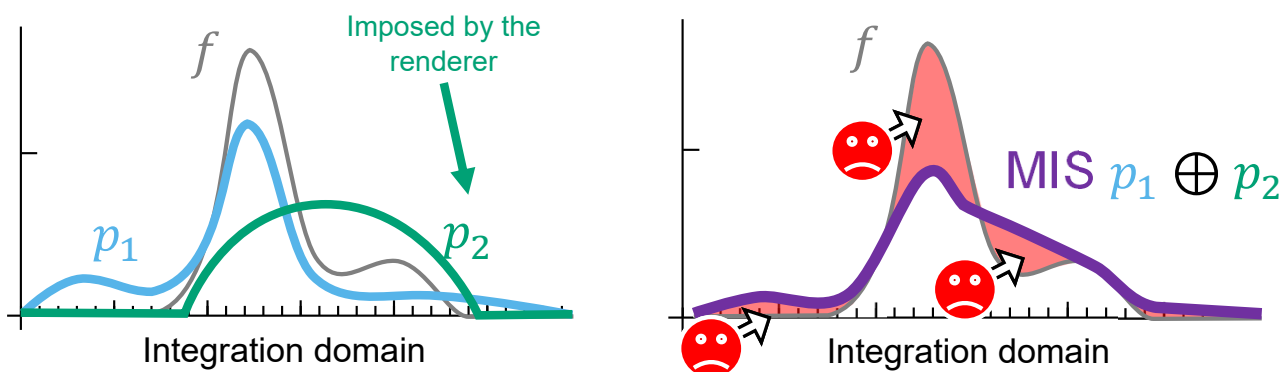 Imposed by the
renderer
f
p₁
p₂
Integration domain
f
MIS p₁ ⊕ p₂
Integration domain